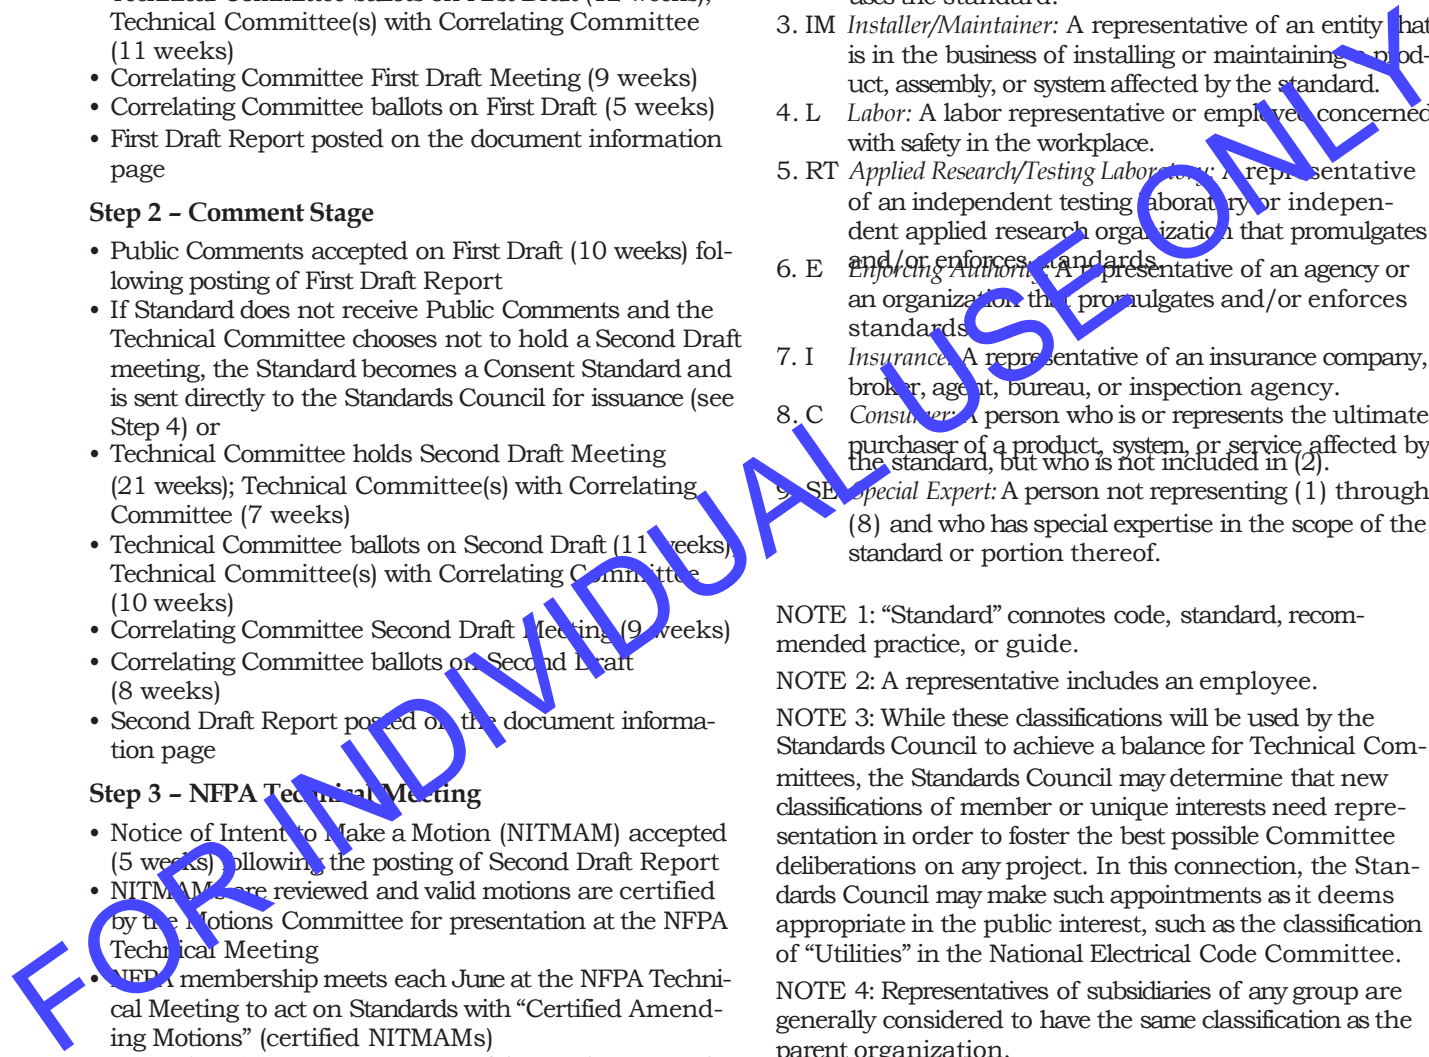 Technical Committee(s) with Correlating Committee
(11 weeks)
• Correlating Committee First Draft Meeting (9 weeks)
• Correlating Committee ballots on First Draft (5 weeks)
• First Draft Report posted on the document information
page
Step 2 – Comment Stage
• Public Comments accepted on First Draft (10 weeks) fol-
lowing posting of First Draft Report
• If Standard does not receive Public Comments and the
Technical Committee chooses not to hold a Second Draft
meeting, the Standard becomes a Consent Standard and
is sent directly to the Standards Council for issuance (see
Step 4) or
• Technical Committee holds Second Draft Meeting
(21 weeks); Technical Committee(s) with Correlating
Committee (7 weeks)
• Technical Committee ballots on Second Draft (11 weeks);
Technical Committee(s) with Correlating Committee
(10 weeks)
• Correlating Committee Second Draft Meeting (9 weeks)
• Correlating Committee ballots on Second Draft
(8 weeks)
• Second Draft Report posted on the document informa-
tion page
Step 3 – NFPA Technical Meeting
• Notice of Intent to Make a Motion (NITMAM) accepted
(5 weeks) following the posting of Second Draft Report
• NITMAMs are reviewed and valid motions are certified
by the Motions Committee for presentation at the NFPA
Technical Meeting
• NFPA membership meets each June at the NFPA Techni-
cal Meeting to act on Standards with “Certified Amend-
ing Motions” (certified NITMAMs)
uses the standard.
3. IM Installer/Maintainer: A representative of an entity that
is in the business of installing or maintaining a prod-
uct, assembly, or system affected by the standard.
4. L Labor: A labor representative or employee concerned
with safety in the workplace.
5. RT Applied Research/Testing Laboratory: A representative
of an independent testing laboratory or indepen-
dent applied research organization that promulgates
and/or enforces standards.
6. E Enforcing Authority: A representative of an agency or
an organization that promulgates and/or enforces
standards.
7. I Insurance: A representative of an insurance company,
broker, agent, bureau, or inspection agency.
8. C Consumer: A person who is or represents the ultimate
purchaser of a product, system, or service affected by
the standard, but who is not included in (2).
9. SE Special Expert: A person not representing (1) through
(8) and who has special expertise in the scope of the
standard or portion thereof.
NOTE 1: “Standard” connotes code, standard, recom-
mended practice, or guide.
NOTE 2: A representative includes an employee.
NOTE 3: While these classifications will be used by the
Standards Council to achieve a balance for Technical Com-
mittees, the Standards Council may determine that new
classifications of member or unique interests need repre-
sentation in order to foster the best possible Committee
deliberations on any project. In this connection, the Stan-
dards Council may make such appointments as it deems
appropriate in the public interest, such as the classification
of “Utilities” in the National Electrical Code Committee.
NOTE 4: Representatives of subsidiaries of any group are
generally considered to have the same classification as the
parent organization.
FOR INDIVIDUAL USE ONLY